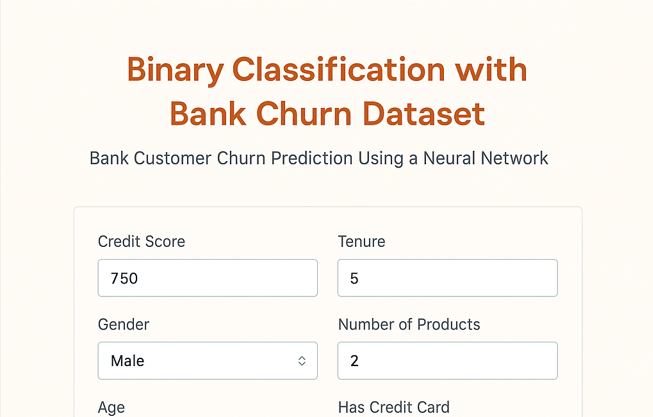 Binary Classification with
Bank Churn Dataset
Bank Customer Churn Prediction Using a Neural Network
Credit Score
Tenure
750
5
Gender
Number of Products
Male
2
Age
Has Credit Card